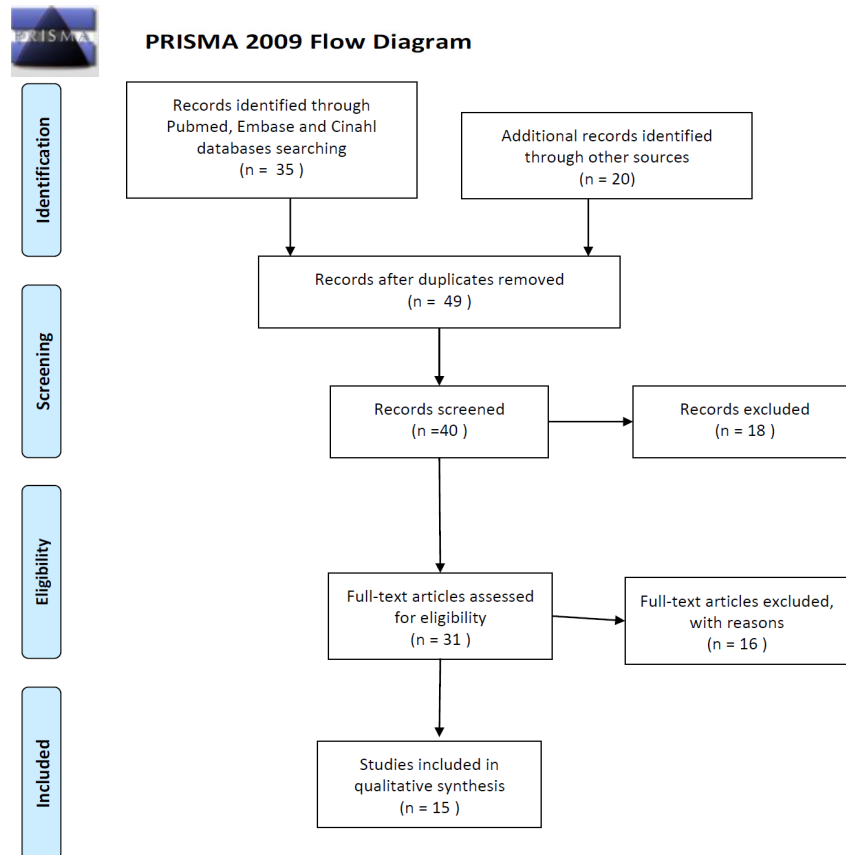 PRISMA
PRISMA 2009 Flow Diagram
Identification
Records identified through
Pubmed, Embase and Cinahl
databases searching
(n =  35 )
Additional records identified
through other sources
(n = 20)
Records after duplicates removed
(n =  49 )
Screening
Records screened
(n =40 )
Records excluded
(n = 18 )
Eligibility
Full-text articles assessed
for eligibility
(n = 31 )
Full-text articles excluded,
with reasons
(n = 16 )
Included
Studies included in
qualitative synthesis
(n = 15 )